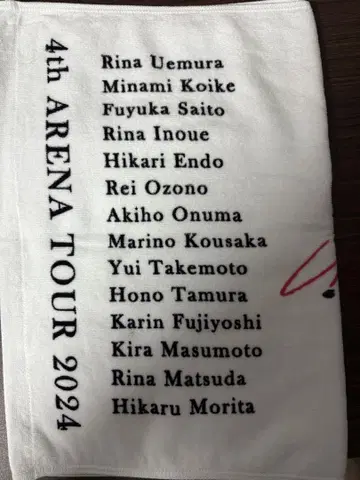 4th ARENA TOUR 2024
Rina Uemura
Minami Koike
Fuyuka Saito
Rina Inoue
Hikari Endo
Rei Ozono
Akiho Onuma
Marino Kousaka
Yui Takemoto
Hono Tamura
Karin Fujiyoshi
Kira Masumoto
Rina Matsuda
Hikaru Morita